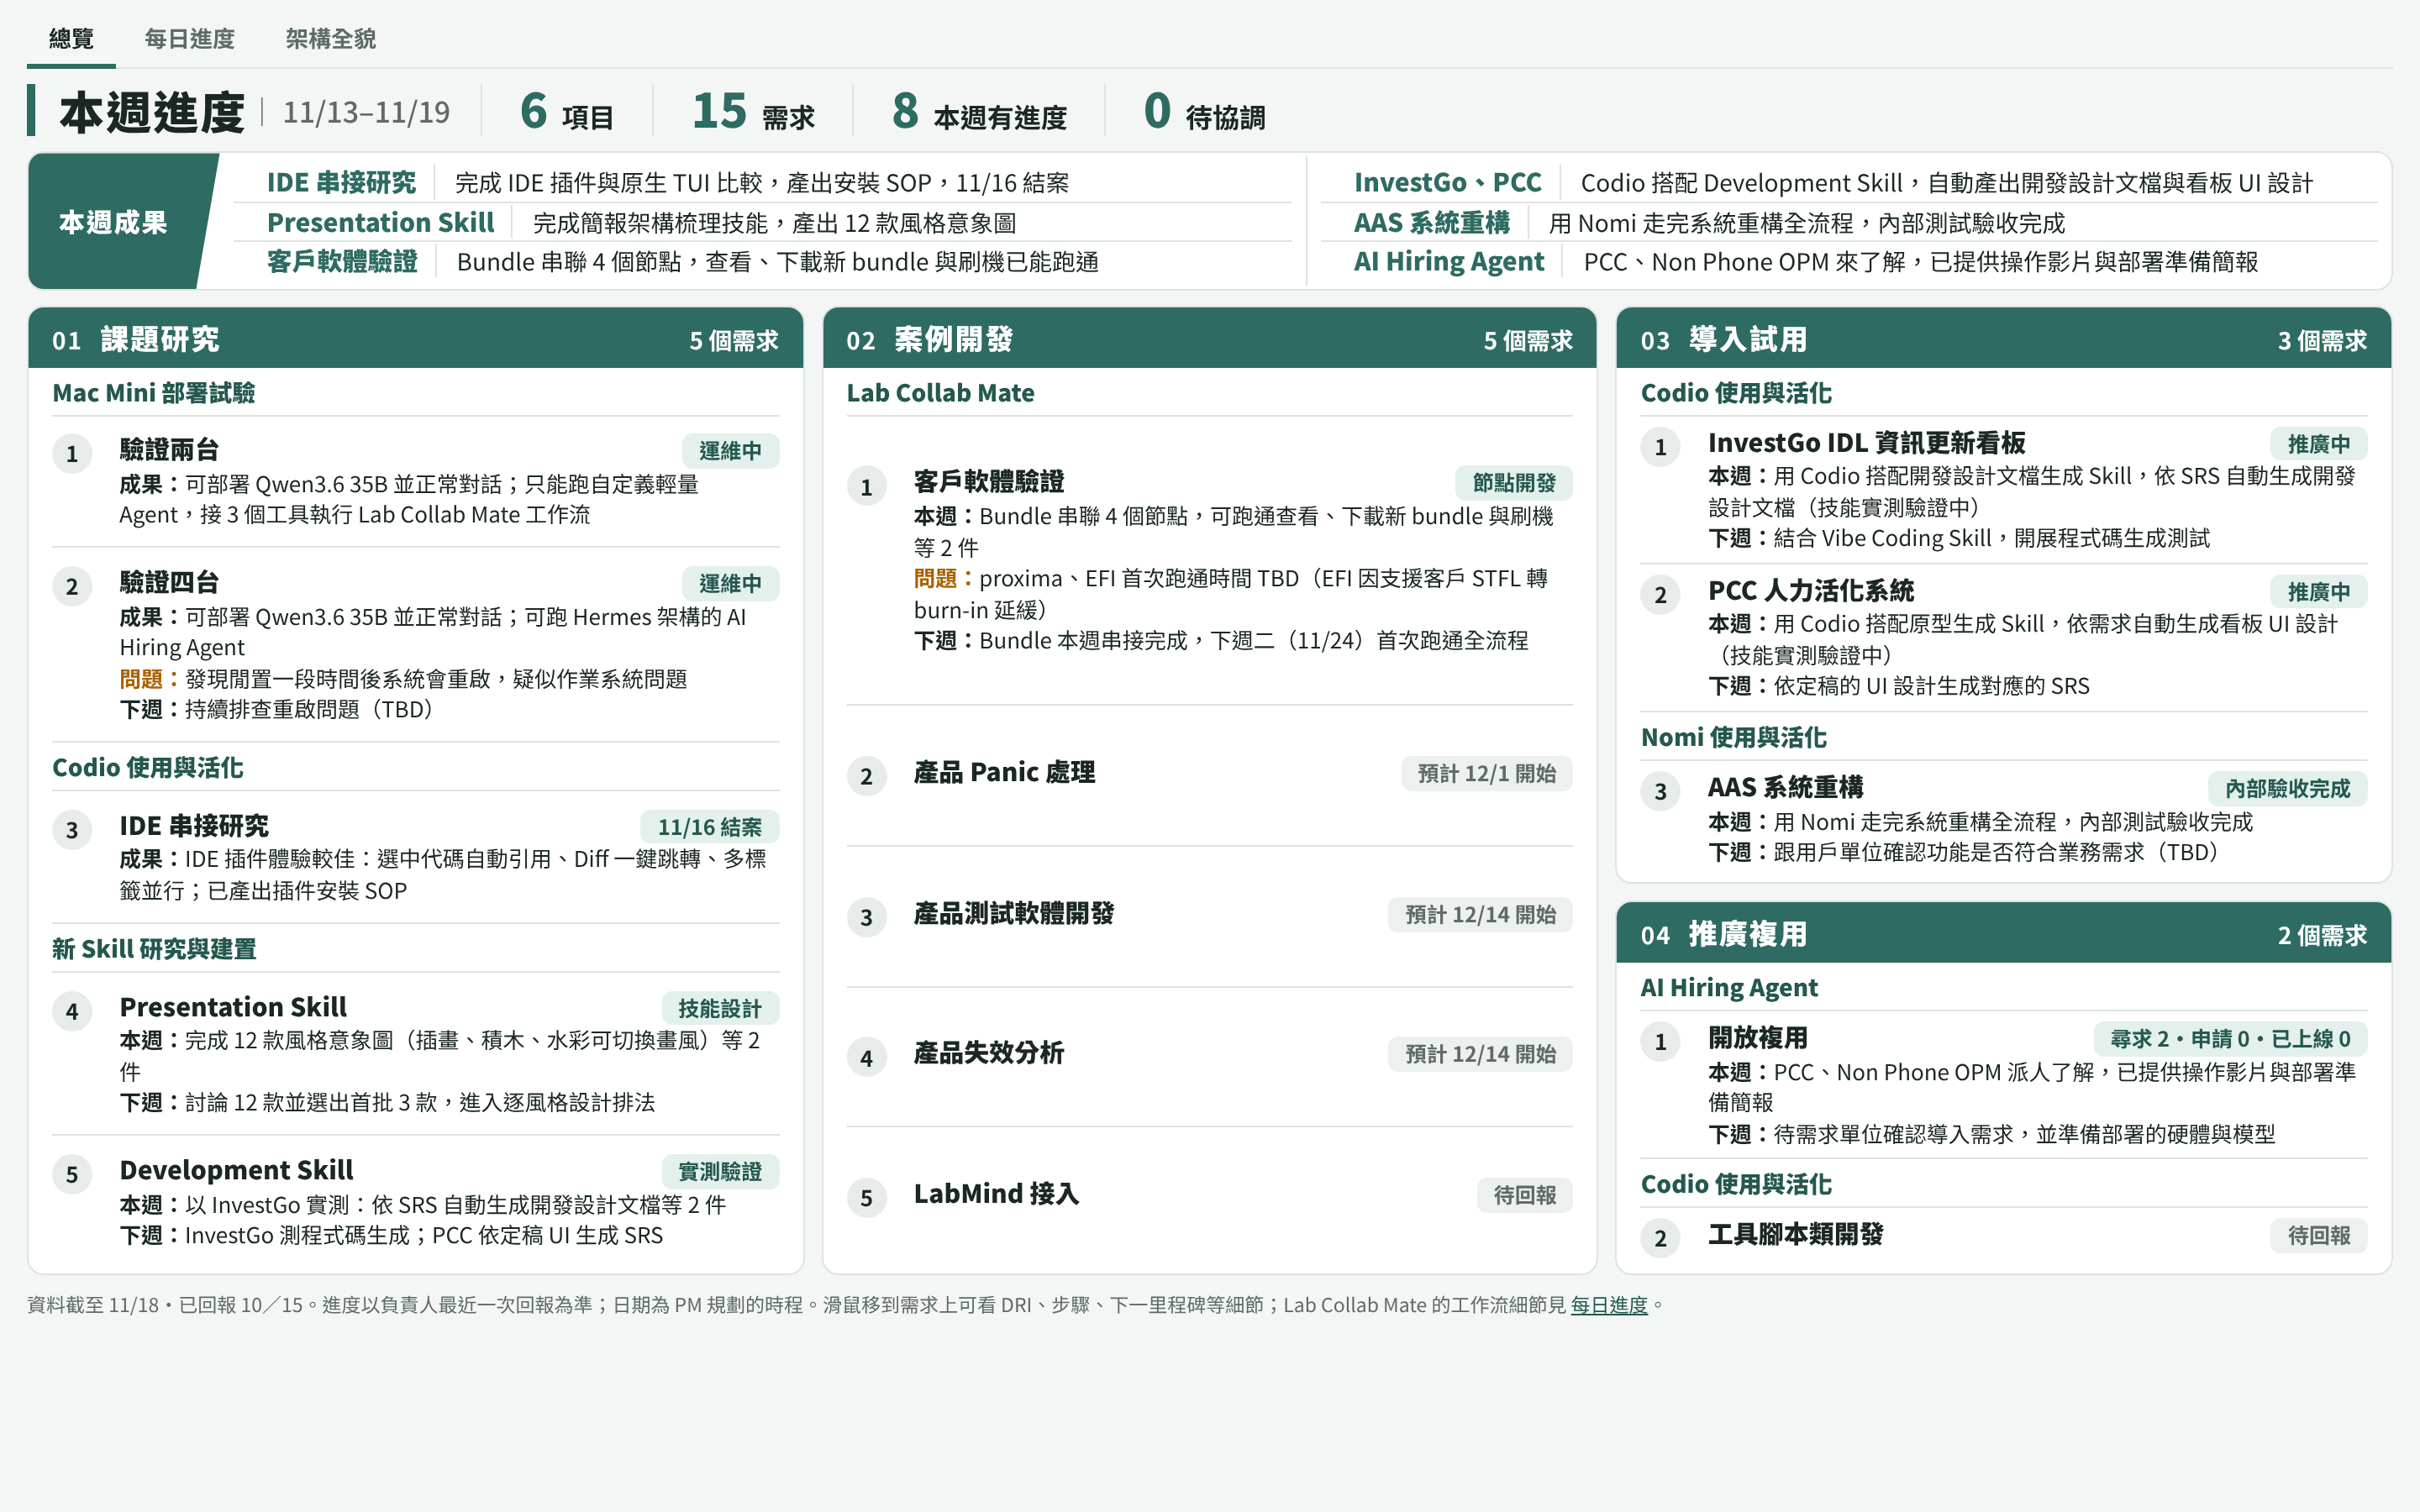 總覽 每日進度 架構全貌
本週進度 11/13–11/19 6 項目 15 需求 8 本週有進度 0 待協調
本週成果
IDE 串接研究 完成 IDE 插件與原生 TUI 比較，產出安裝 SOP，11/16 結案
Presentation Skill 完成簡報架構梳理技能，產出 12 款風格意象圖
客戶軟體驗證 Bundle 串聯 4 個節點，查看、下載新 bundle 與刷機已能跑通
InvestGo、PCC Codio 搭配 Development Skill，自動產出開發設計文檔與看板 UI 設計
AAS 系統重構 用 Nomi 走完系統重構全流程，內部測試驗收完成
AI Hiring Agent PCC、Non Phone OPM 來了解，已提供操作影片與部署準備簡報
01 課題研究 5 個需求
Mac Mini 部署試驗
1 驗證兩台 運維中
成果：可部署 Qwen3.6 35B 並正常對話；只能跑自定義輕量
Agent，接 3 個工具執行 Lab Collab Mate 工作流
2 驗證四台 運維中
成果：可部署 Qwen3.6 35B 並正常對話；可跑 Hermes 架構的 AI
Hiring Agent
問題：發現閒置一段時間後系統會重啟，疑似作業系統問題
下週：持續排查重啟問題（TBD）
Codio 使用與活化
3 IDE 串接研究 11/16 結案
成果：IDE 插件體驗較佳：選中代碼自動引用、Diff 一鍵跳轉、多標
籤並行；已產出插件安裝 SOP
新 Skill 研究與建置
4 Presentation Skill 技能設計
本週：完成 12 款風格意象圖（插畫、積木、水彩可切換畫風）等 2
件
下週：討論 12 款並選出首批 3 款，進入逐風格設計排法
5 Development Skill 實測驗證
本週：以 InvestGo 實測：依 SRS 自動生成開發設計文檔等 2 件
下週：InvestGo 測程式碼生成；PCC 依定稿 UI 生成 SRS
02 案例開發 5 個需求
Lab Collab Mate
1 客戶軟體驗證 節點開發
本週：Bundle 串聯 4 個節點，可跑通查看、下載新 bundle 與刷機
等 2 件
問題：proxima、EFI 首次跑通時間 TBD（EFI 因支援客戶 STFL 轉
burn-in 延緩）
下週：Bundle 本週串接完成，下週二（11/24）首次跑通全流程
2 產品 Panic 處理 預計 12/1 開始
3 產品測試軟體開發 預計 12/14 開始
4 產品失效分析 預計 12/14 開始
5 LabMind 接入 待回報
03 導入試用 3 個需求
Codio 使用與活化
1 InvestGo IDL 資訊更新看板 推廣中
本週：用 Codio 搭配開發設計文檔生成 Skill，依 SRS 自動生成開發
設計文檔（技能實測驗證中）
下週：結合 Vibe Coding Skill，開展程式碼生成測試
2 PCC 人力活化系統 推廣中
本週：用 Codio 搭配原型生成 Skill，依需求自動生成看板 UI 設計
（技能實測驗證中）
下週：依定稿的 UI 設計生成對應的 SRS
Nomi 使用與活化
3 AAS 系統重構 內部驗收完成
本週：用 Nomi 走完系統重構全流程，內部測試驗收完成
下週：跟用戶單位確認功能是否符合業務需求（TBD）
04 推廣複用 2 個需求
AI Hiring Agent
1 開放複用 尋求 2・申請 0・已上線 0
本週：PCC、Non Phone OPM 派人了解，已提供操作影片與部署準
備簡報
下週：待需求單位確認導入需求，並準備部署的硬體與模型
Codio 使用與活化
2 工具腳本類開發 待回報
資料截至 11/18・已回報 10／15。進度以負責人最近一次回報為準；日期為 PM 規劃的時程。滑鼠移到需求上可看 DRI、步驟、下一里程碑等細節；Lab Collab Mate 的工作流細節見 每日進度。